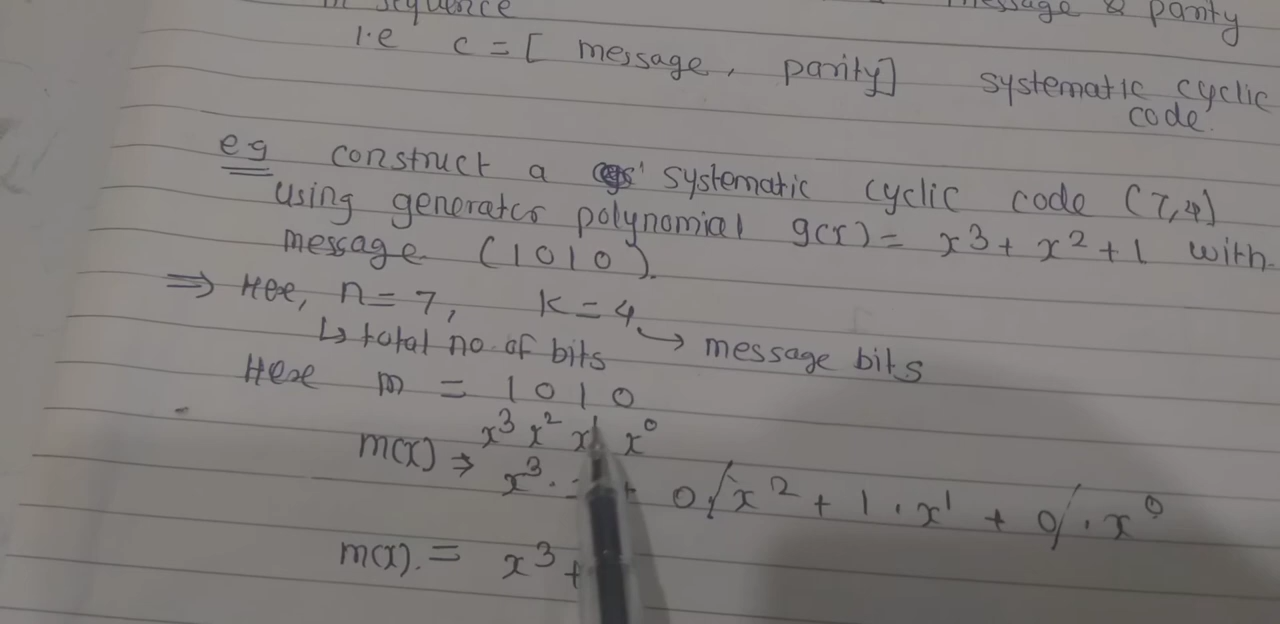 m sequence message & parity
i.e c = [ message, parity] systematic cyclic
code.
eg construct a systematic cyclic code (7,4)
using generator polynomial g(x) = x³ + x² + 1 with
message (1010).
⇒ Here, n = 7, k = 4 → message bits
↳ total no of bits
Here m = 1 0 1 0
x³ x² x¹ x⁰
m(x) ⇒ x³. + 0.x² + 1.x¹ + 0.x⁰
m(x). = x³ +